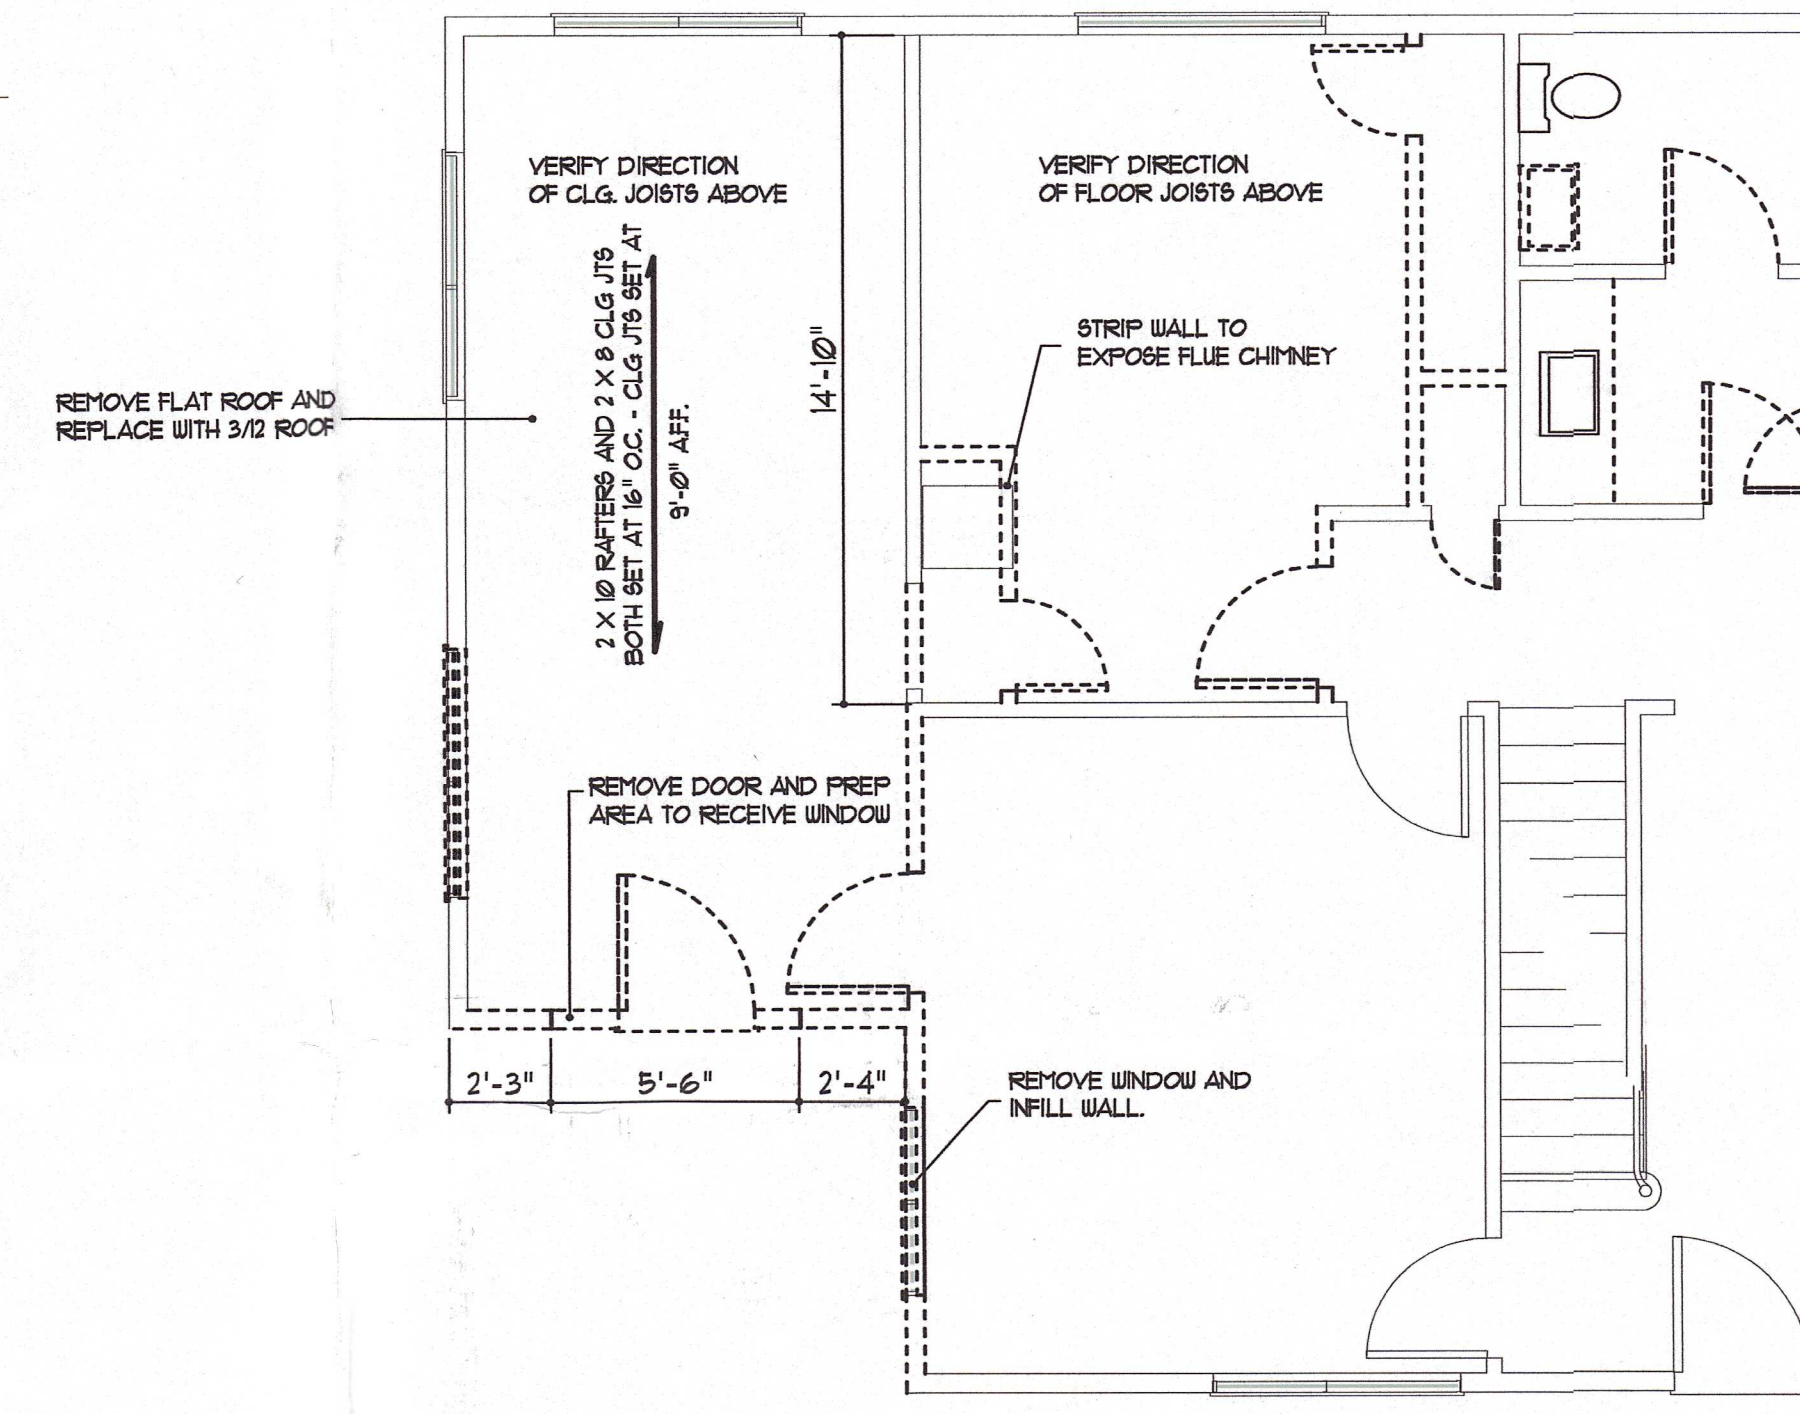 VERIFY DIRECTION
OF CLG. JOISTS ABOVE
VERIFY DIRECTION
OF FLOOR JOISTS ABOVE
2 X 10 RAFTERS AND 2 X 8 CLG JTS
BOTH SET AT 16" O.C. - CLG JTS SET AT
9'-0" A.F.F.
14'-10"
STRIP WALL TO
EXPOSE FLUE CHIMNEY
REMOVE FLAT ROOF AND
REPLACE WITH 3/12 ROOF
REMOVE DOOR AND PREP
AREA TO RECEIVE WINDOW
2'-3"
5'-6"
2'-4"
REMOVE WINDOW AND
INFILL WALL.